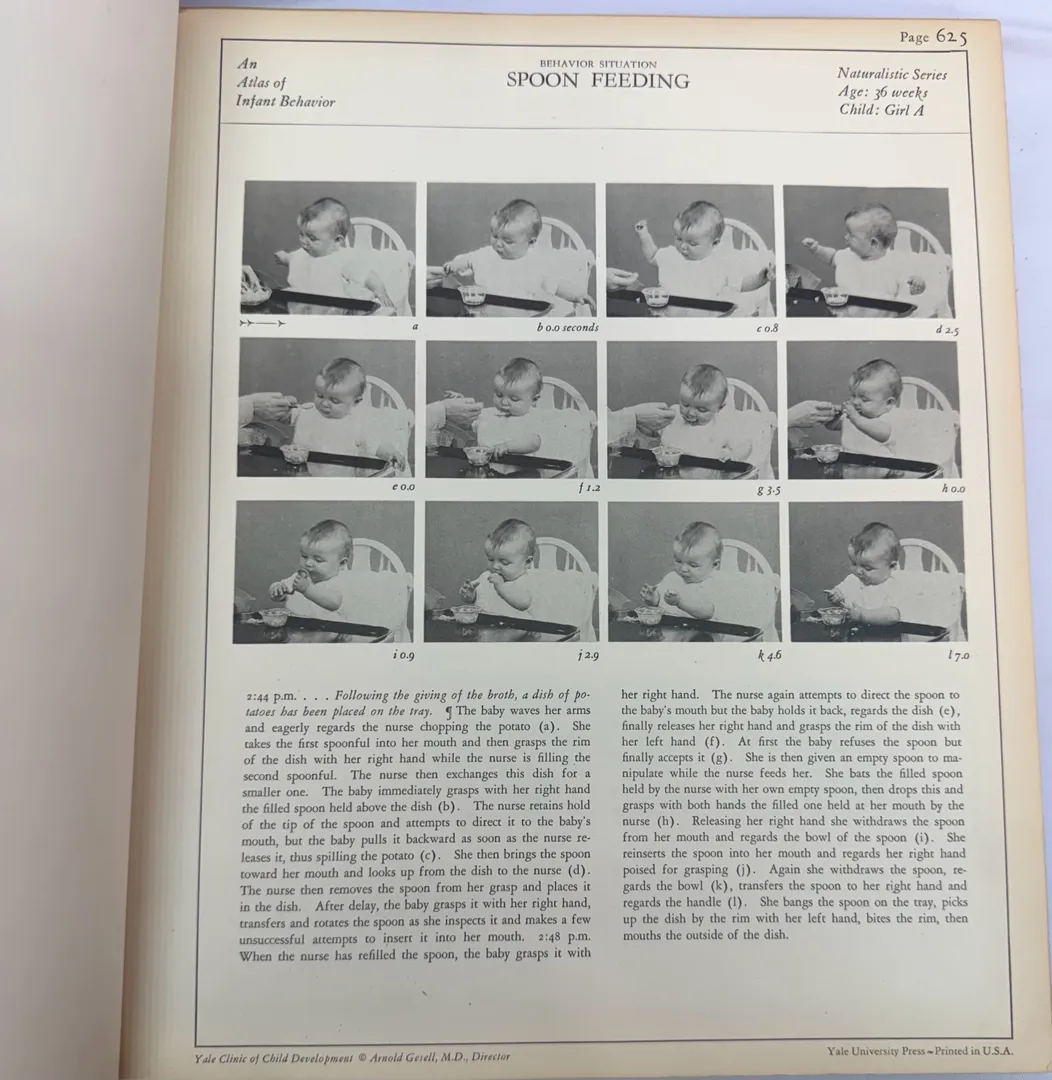 Page 625
An
Atlas of
Infant Behavior
BEHAVIOR SITUATION
SPOON FEEDING
Naturalistic Series
Age: 36 weeks
Child: Girl A
a
b 0.0 seconds
c 0.8
d 2.5
e 0.0
f 1.2
g 3.5
h 0.0
i 0.9
j 2.9
k 4.6
l 7.0
2:44 p.m. . . . Following the giving of the broth, a dish of po-
tatoes has been placed on the tray. ¶ The baby waves her arms
and eagerly regards the nurse chopping the potato (a). She
takes the first spoonful into her mouth and then grasps the rim
of the dish with her right hand while the nurse is filling the
second spoonful. The nurse then exchanges this dish for a
smaller one. The baby immediately grasps with her right hand
the filled spoon held above the dish (b). The nurse retains hold
of the tip of the spoon and attempts to direct it to the baby's
mouth, but the baby pulls it backward as soon as the nurse re-
leases it, thus spilling the potato (c). She then brings the spoon
toward her mouth and looks up from the dish to the nurse (d).
The nurse then removes the spoon from her grasp and places it
in the dish. After delay, the baby grasps it with her right hand,
transfers and rotates the spoon as she inspects it and makes a few
unsuccessful attempts to insert it into her mouth. 2:48 p.m.
When the nurse has refilled the spoon, the baby grasps it with
her right hand. The nurse again attempts to direct the spoon to
the baby's mouth but the baby holds it back, regards the dish (e),
finally releases her right hand and grasps the rim of the dish with
her left hand (f). At first the baby refuses the spoon but
finally accepts it (g). She is then given an empty spoon to ma-
nipulate while the nurse feeds her. She bats the filled spoon
held by the nurse with her own empty spoon, then drops this and
grasps with both hands the filled one held at her mouth by the
nurse (h). Releasing her right hand she withdraws the spoon
from her mouth and regards the bowl of the spoon (i). She
reinserts the spoon into her mouth and regards her right hand
poised for grasping (j). Again she withdraws the spoon, re-
gards the bowl (k), transfers the spoon to her right hand and
regards the handle (l). She bangs the spoon on the tray, picks
up the dish by the rim with her left hand, bites the rim, then
mouths the outside of the dish.
Yale Clinic of Child Development © Arnold Gesell, M.D., Director
Yale University Press~Printed in U.S.A.